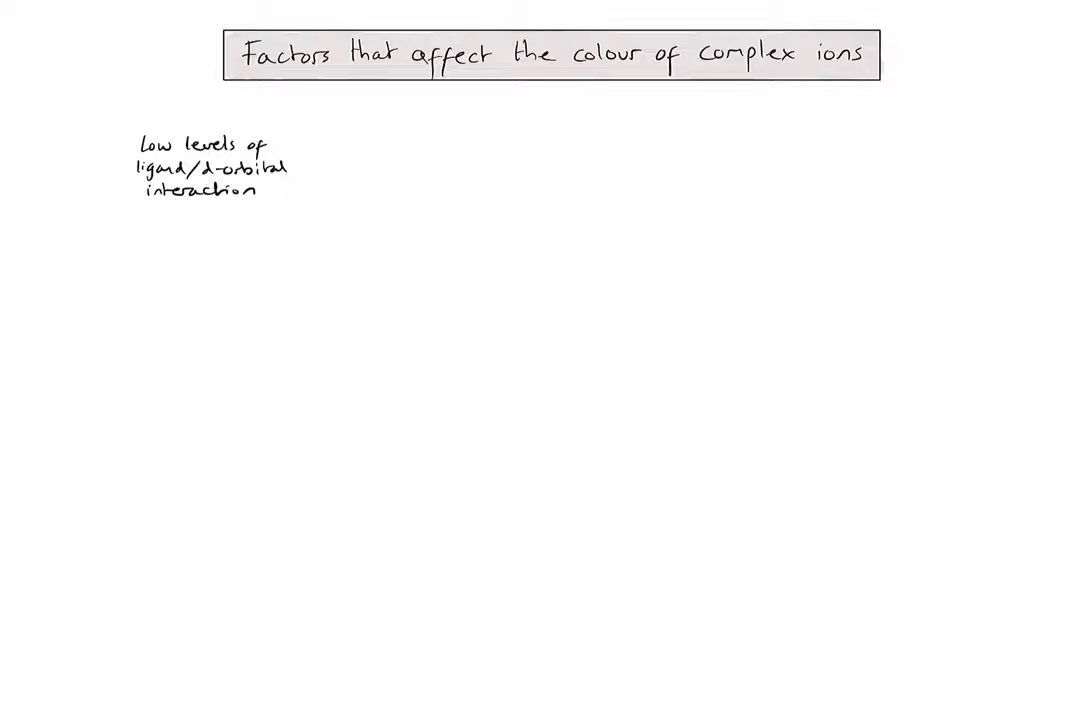 Factors that affect the colour of complex ions
Low levels of
ligand/d-orbital
interaction